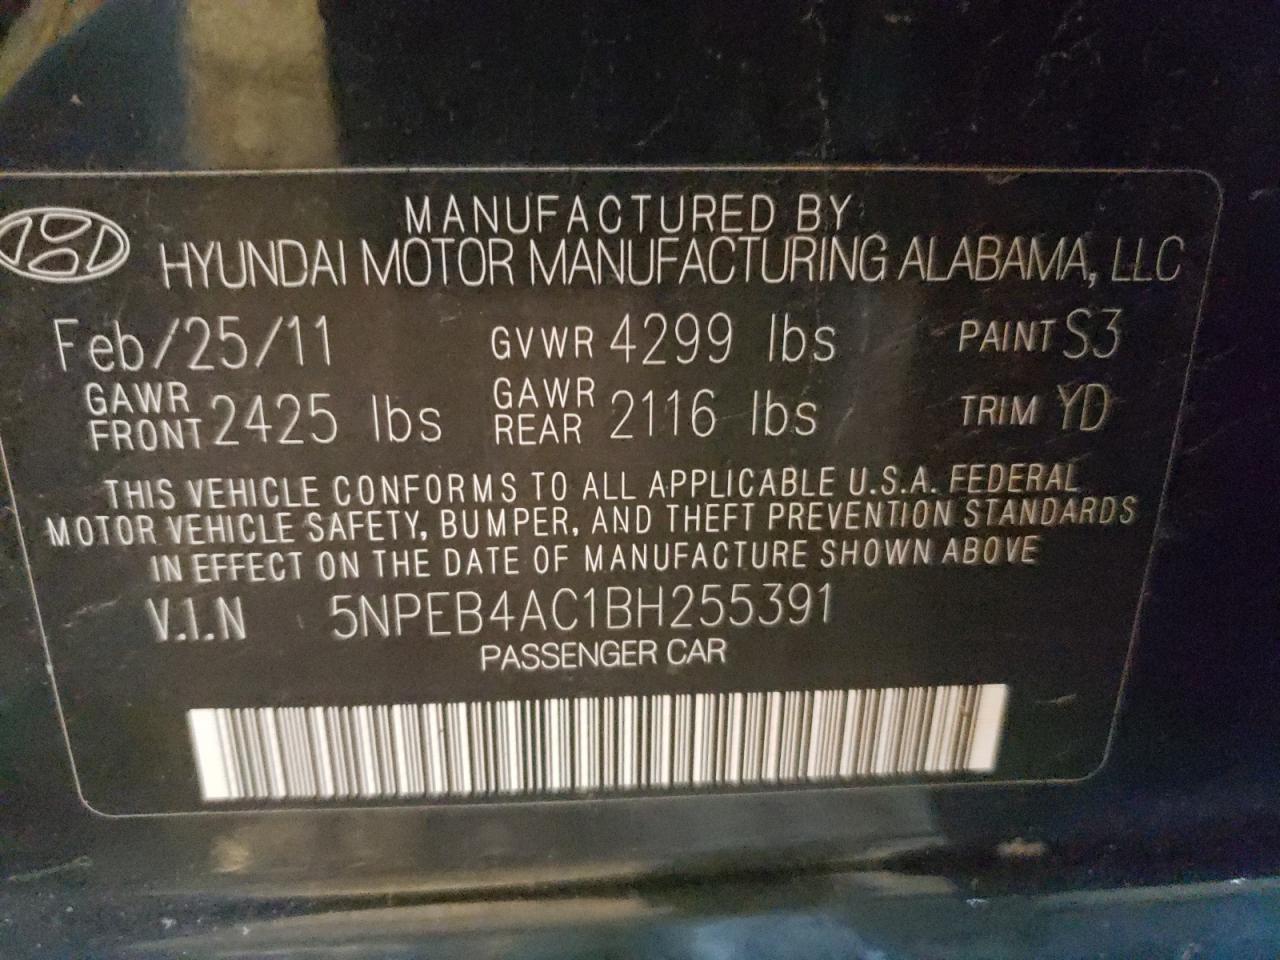 MANUFACTURED BY
HYUNDAI MOTOR MANUFACTURING ALABAMA, LLC
Feb/25/11 GVWR 4299 lbs PAINT S3
GAWR FRONT 2425 lbs GAWR REAR 2116 lbs TRIM YD
THIS VEHICLE CONFORMS TO ALL APPLICABLE U.S.A. FEDERAL
MOTOR VEHICLE SAFETY, BUMPER, AND THEFT PREVENTION STANDARDS
IN EFFECT ON THE DATE OF MANUFACTURE SHOWN ABOVE
V.I.N 5NPEB4AC1BH255391
PASSENGER CAR